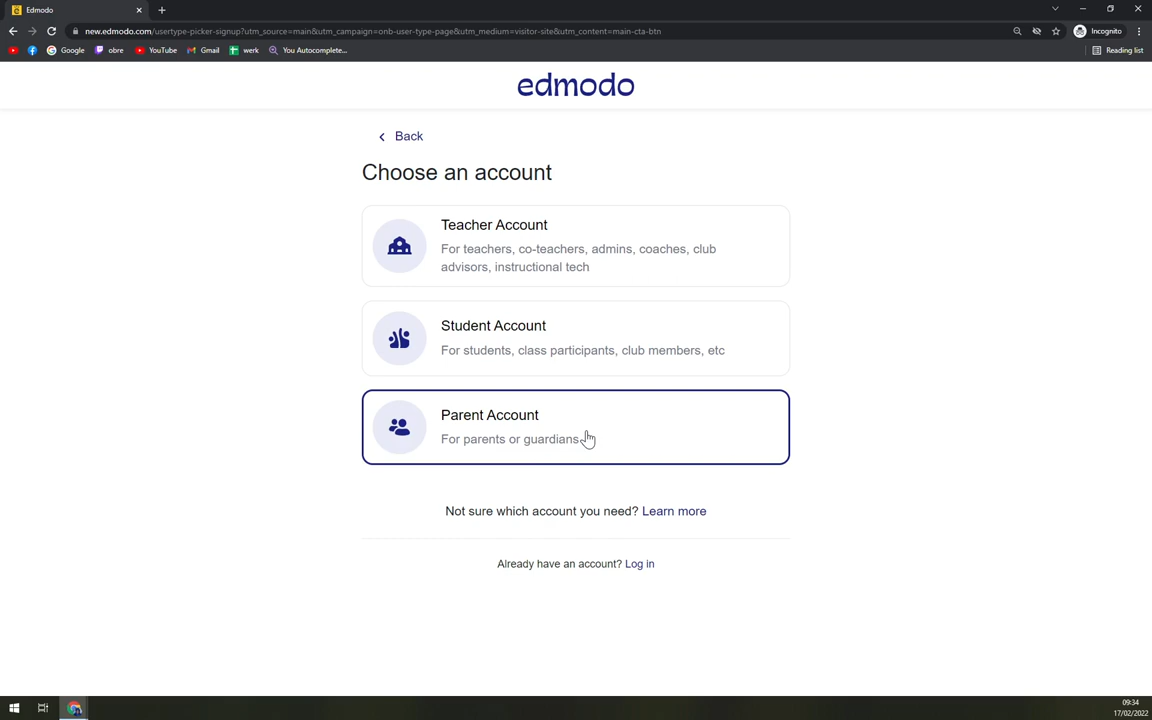 Edmodo
new.edmodo.com/usertype-picker-signup?utm_source=main&utm_campaign=onb-user-type-page&utm_medium=visitor-site&utm_content=main-cta-btn
Incognito
Google
obre
YouTube
Gmail
werk
You Autocomplete...
Reading list
edmodo
Back
Choose an account
Teacher Account
For teachers, co-teachers, admins, coaches, club
advisors, instructional tech
Student Account
For students, class participants, club members, etc
Parent Account
For parents or guardians
Not sure which account you need? Learn more
Already have an account? Log in
09:34
17/02/2022